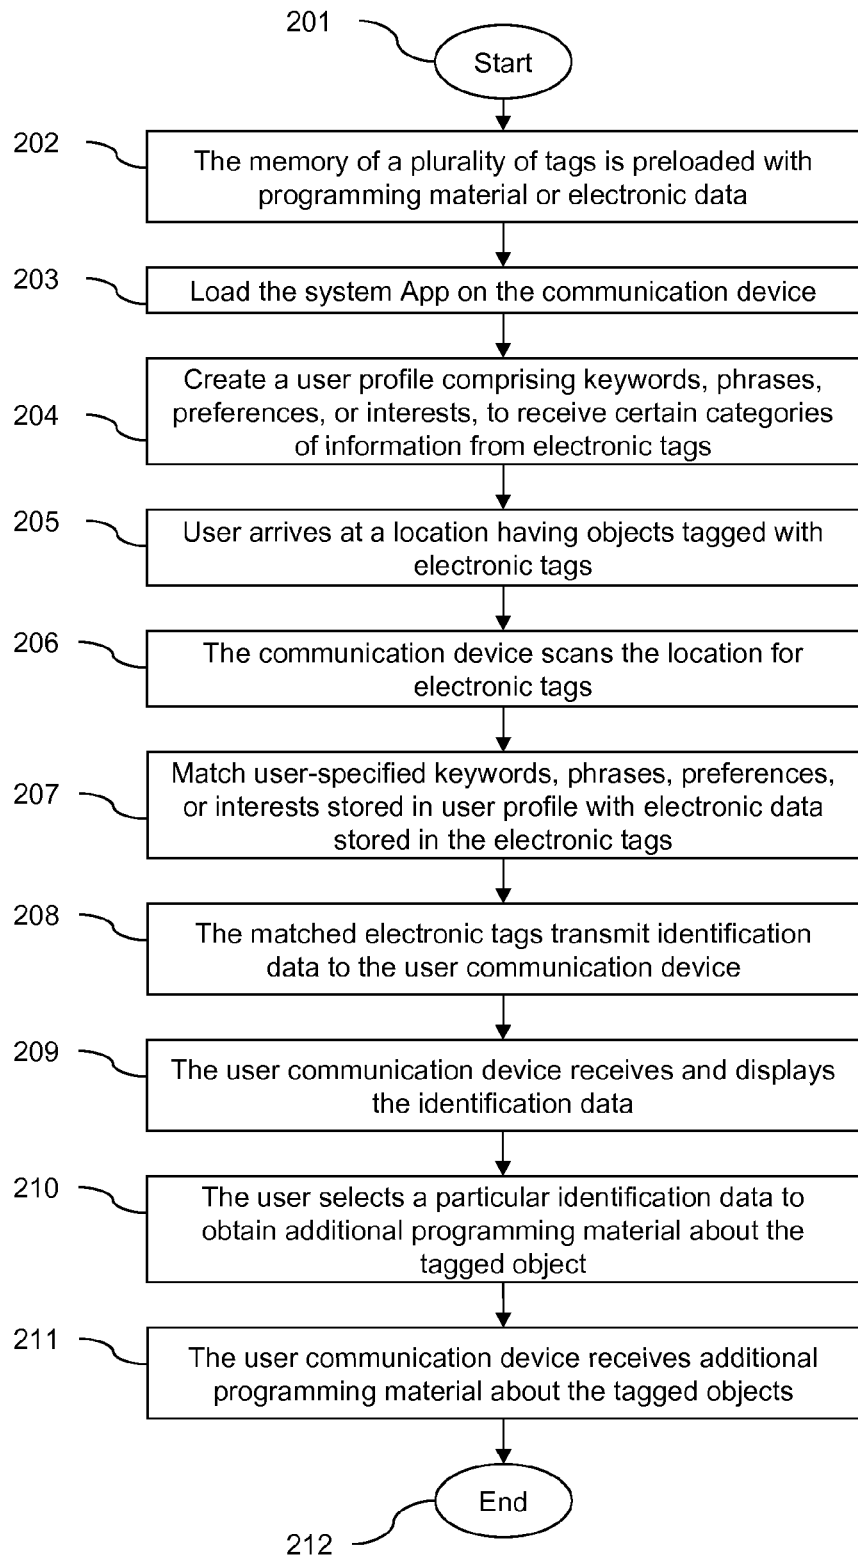 201
Start
202
The memory of a plurality of tags is preloaded with
programming material or electronic data
203
Load the system App on the communication device
204
Create a user profile comprising keywords, phrases,
preferences, or interests, to receive certain categories
of information from electronic tags
205
User arrives at a location having objects tagged with
electronic tags
206
The communication device scans the location for
electronic tags
207
Match user-specified keywords, phrases, preferences,
or interests stored in user profile with electronic data
stored in the electronic tags
208
The matched electronic tags transmit identification
data to the user communication device
209
The user communication device receives and displays
the identification data
210
The user selects a particular identification data to
obtain additional programming material about the
tagged object
211
The user communication device receives additional
programming material about the tagged objects
End
212